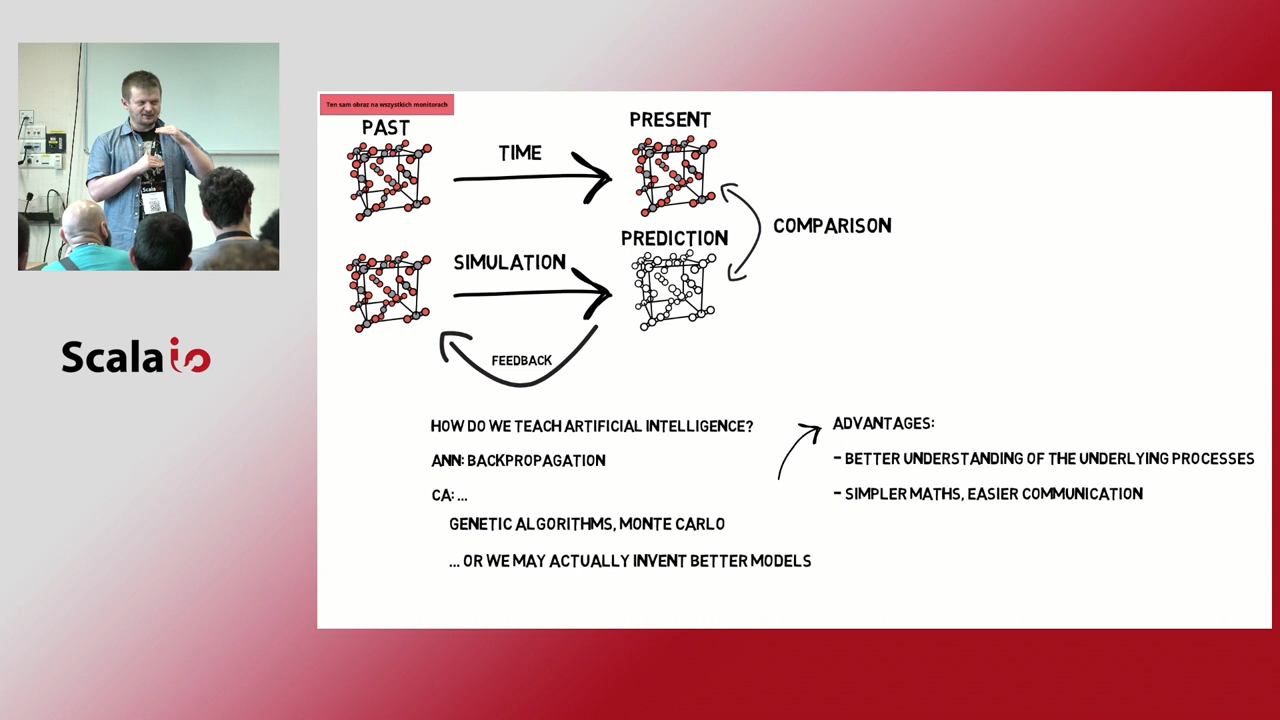 Ten sam obraz na wszystkich monitorach
PAST
TIME
PRESENT
SIMULATION
PREDICTION
COMPARISON
FEEDBACK
HOW DO WE TEACH ARTIFICIAL INTELLIGENCE?
ANN: BACKPROPAGATION
CA: ...
GENETIC ALGORITHMS, MONTE CARLO
... OR WE MAY ACTUALLY INVENT BETTER MODELS
ADVANTAGES:
- BETTER UNDERSTANDING OF THE UNDERLYING PROCESSES
- SIMPLER MATHS, EASIER COMMUNICATION
Scala
Scala io